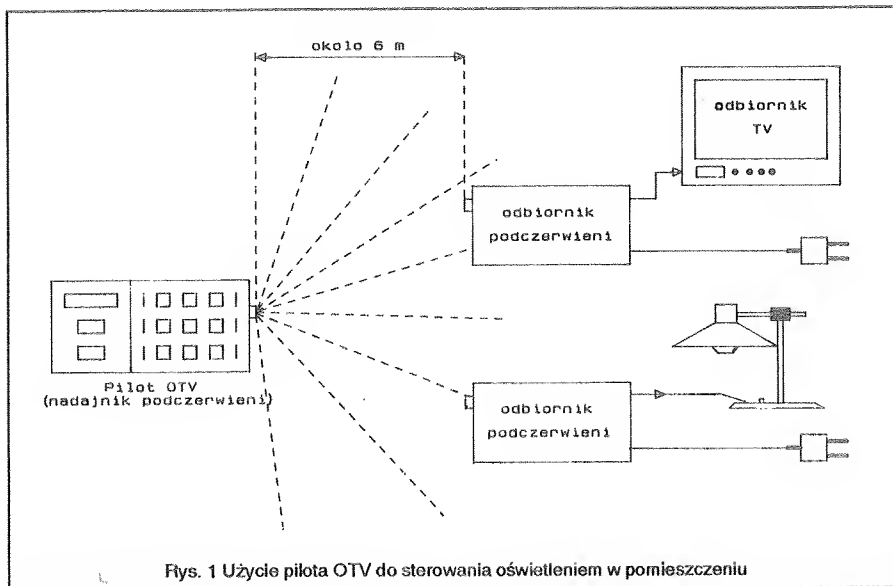 około 6 m
odbiornik
TV
odbiornik
podczerwieni
Pilot OTV
(nadajnik podczerwieni)
odbiornik
podczerwieni
Rys. 1 Użycie pilota OTV do sterowania oświetleniem w pomieszczeniu